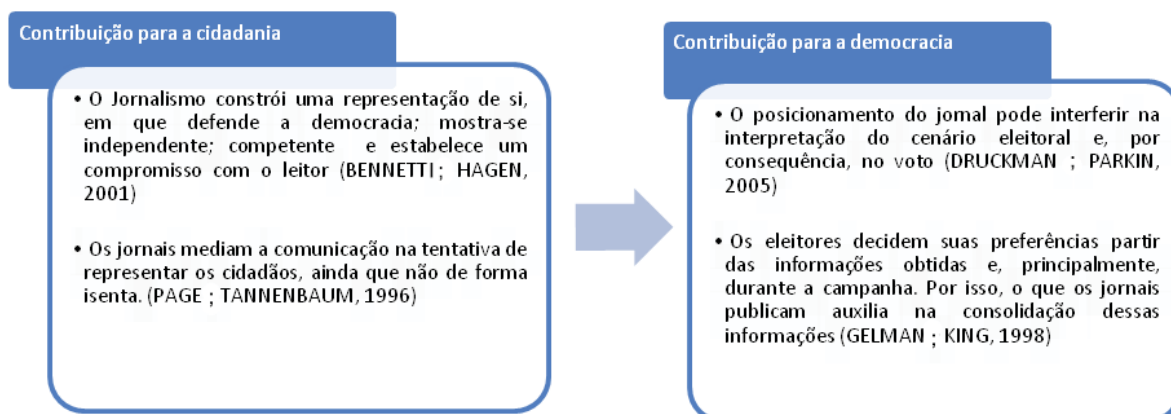 Contribuição para a cidadania
• O Jornalismo constrói uma representação de si,
em que defende a democracia; mostra-se
independente; competente e estabelece um
compromisso com o leitor (BENNETTI ; HAGEN,
2001)
• Os jornais mediam a comunicação na tentativa de
representar os cidadãos, ainda que não de forma
isenta. (PAGE ; TANNENBAUM, 1996)
Contribuição para a democracia
• O posicionamento do jornal pode interferir na
interpretação do cenário eleitoral e, por
consequência, no voto (DRUCKMAN ; PARKIN,
2005)
• Os eleitores decidem suas preferências partir
das informações obtidas e, principalmente,
durante a campanha. Por isso, o que os jornais
publicam auxilia na consolidação dessas
informações (GELMAN ; KING, 1998)